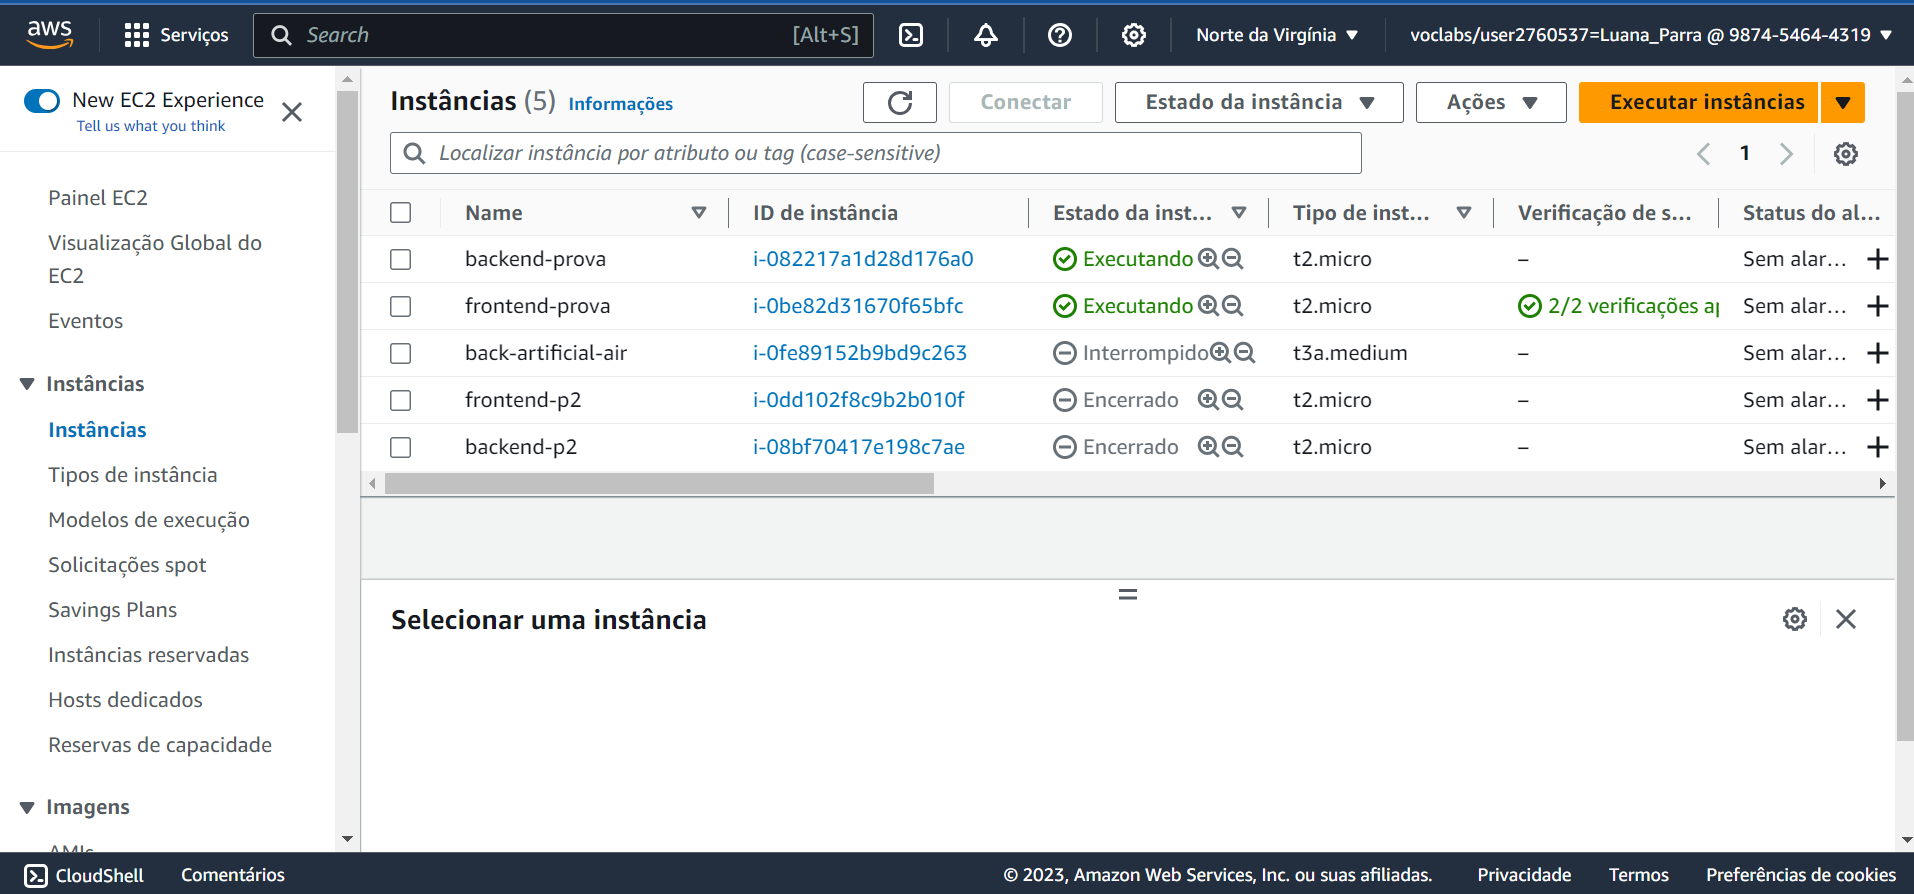 aws
Serviços
Search
[Alt+S]
Norte da Virgínia
voclabs/user2760537=Luana_Parra @ 9874-5464-4319
New EC2 Experience
Tell us what you think
Painel EC2
Visualização Global do
EC2
Eventos
Instâncias
Instâncias
Tipos de instância
Modelos de execução
Solicitações spot
Savings Plans
Instâncias reservadas
Hosts dedicados
Reservas de capacidade
Imagens
AMIs
Instâncias (5) Informações
Conectar
Estado da instância
Ações
Executar instâncias
Localizar instância por atributo ou tag (case-sensitive)
1
Name ID de instância Estado da inst... Tipo de inst... Verificação de s... Status do al...
backend-prova i-082217a1d28d176a0 Executando t2.micro – Sem alar...
frontend-prova i-0be82d31670f65bfc Executando t2.micro 2/2 verificações ap Sem alar...
back-artificial-air i-0fe89152b9bd9c263 Interrompido t3a.medium – Sem alar...
frontend-p2 i-0dd102f8c9b2b010f Encerrado t2.micro – Sem alar...
backend-p2 i-08bf70417e198c7ae Encerrado t2.micro – Sem alar...
Selecionar uma instância
CloudShell
Comentários
© 2023, Amazon Web Services, Inc. ou suas afiliadas.
Privacidade
Termos
Preferências de cookies